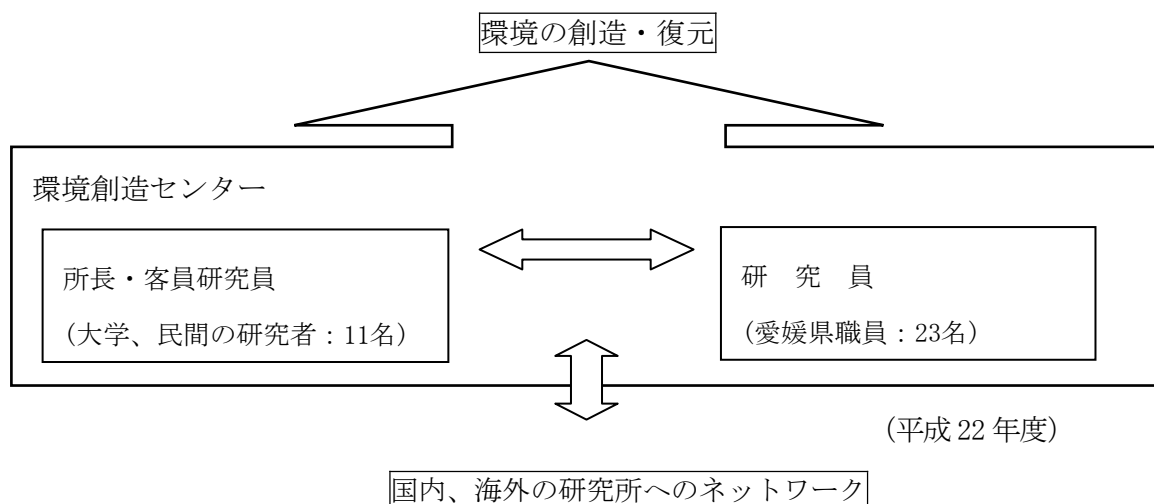 環境の創造・復元
環境創造センター
所長・客員研究員
(大学、民間の研究者：11名)
研　究　員
(愛媛県職員：23名)
(平成 22 年度)
国内、海外の研究所へのネットワーク